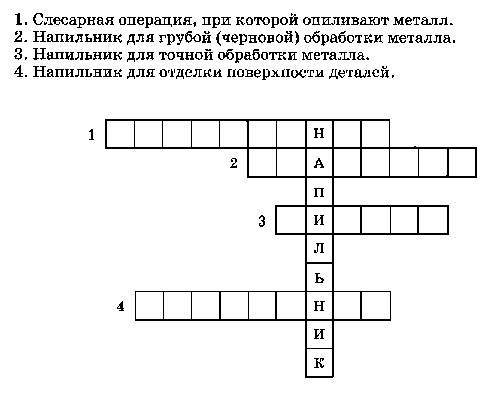 1. Слесарная операция, при которой опиливают металл.
2. Напильник для грубой (черновой) обработки металла.
3. Напильник для точной обработки металла.
4. Напильник для отделки поверхности деталей.
1 Н
2 А
П
3 И
Л
Ь
4 Н
И
К